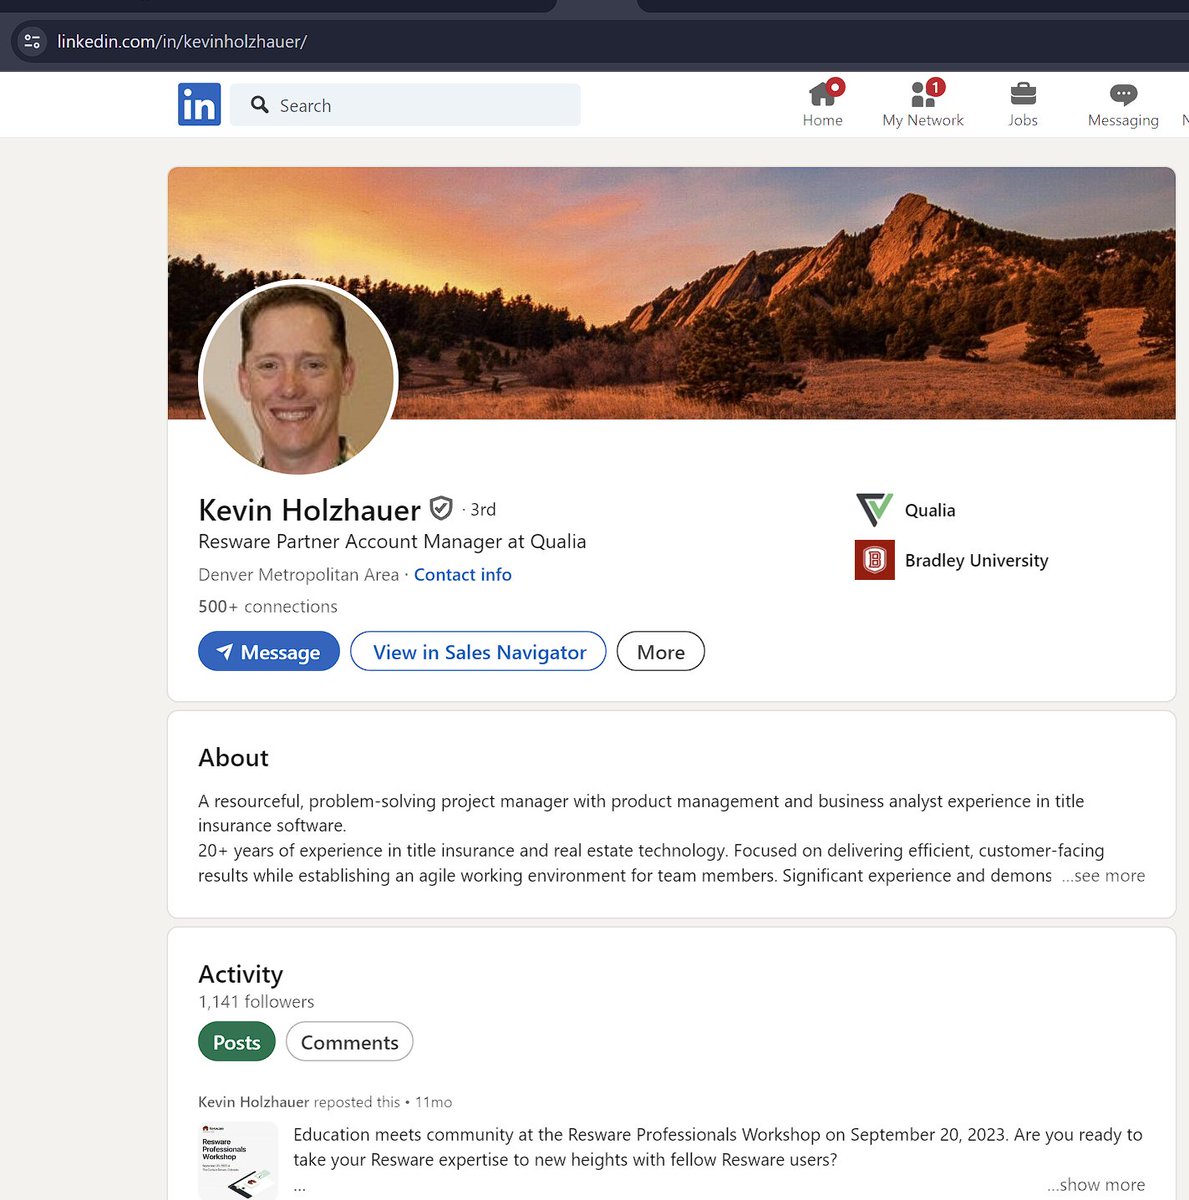 linkedin.com/in/kevinholzhauer/
in
Search
1
Home
My Network
Jobs
Messaging
Kevin Holzhauer · 3rd
Resware Partner Account Manager at Qualia
Denver Metropolitan Area · Contact info
500+ connections
Message
View in Sales Navigator
More
Qualia
B
Bradley University
About
A resourceful, problem-solving project manager with product management and business analyst experience in title
insurance software.
20+ years of experience in title insurance and real estate technology. Focused on delivering efficient, customer-facing
results while establishing an agile working environment for team members. Significant experience and demons ...see more
Activity
1,141 followers
Posts
Comments
Kevin Holzhauer reposted this • 11mo
Resware
Professionals
Workshop
Education meets community at the Resware Professionals Workshop on September 20, 2023. Are you ready to
take your Resware expertise to new heights with fellow Resware users?
...
...show more